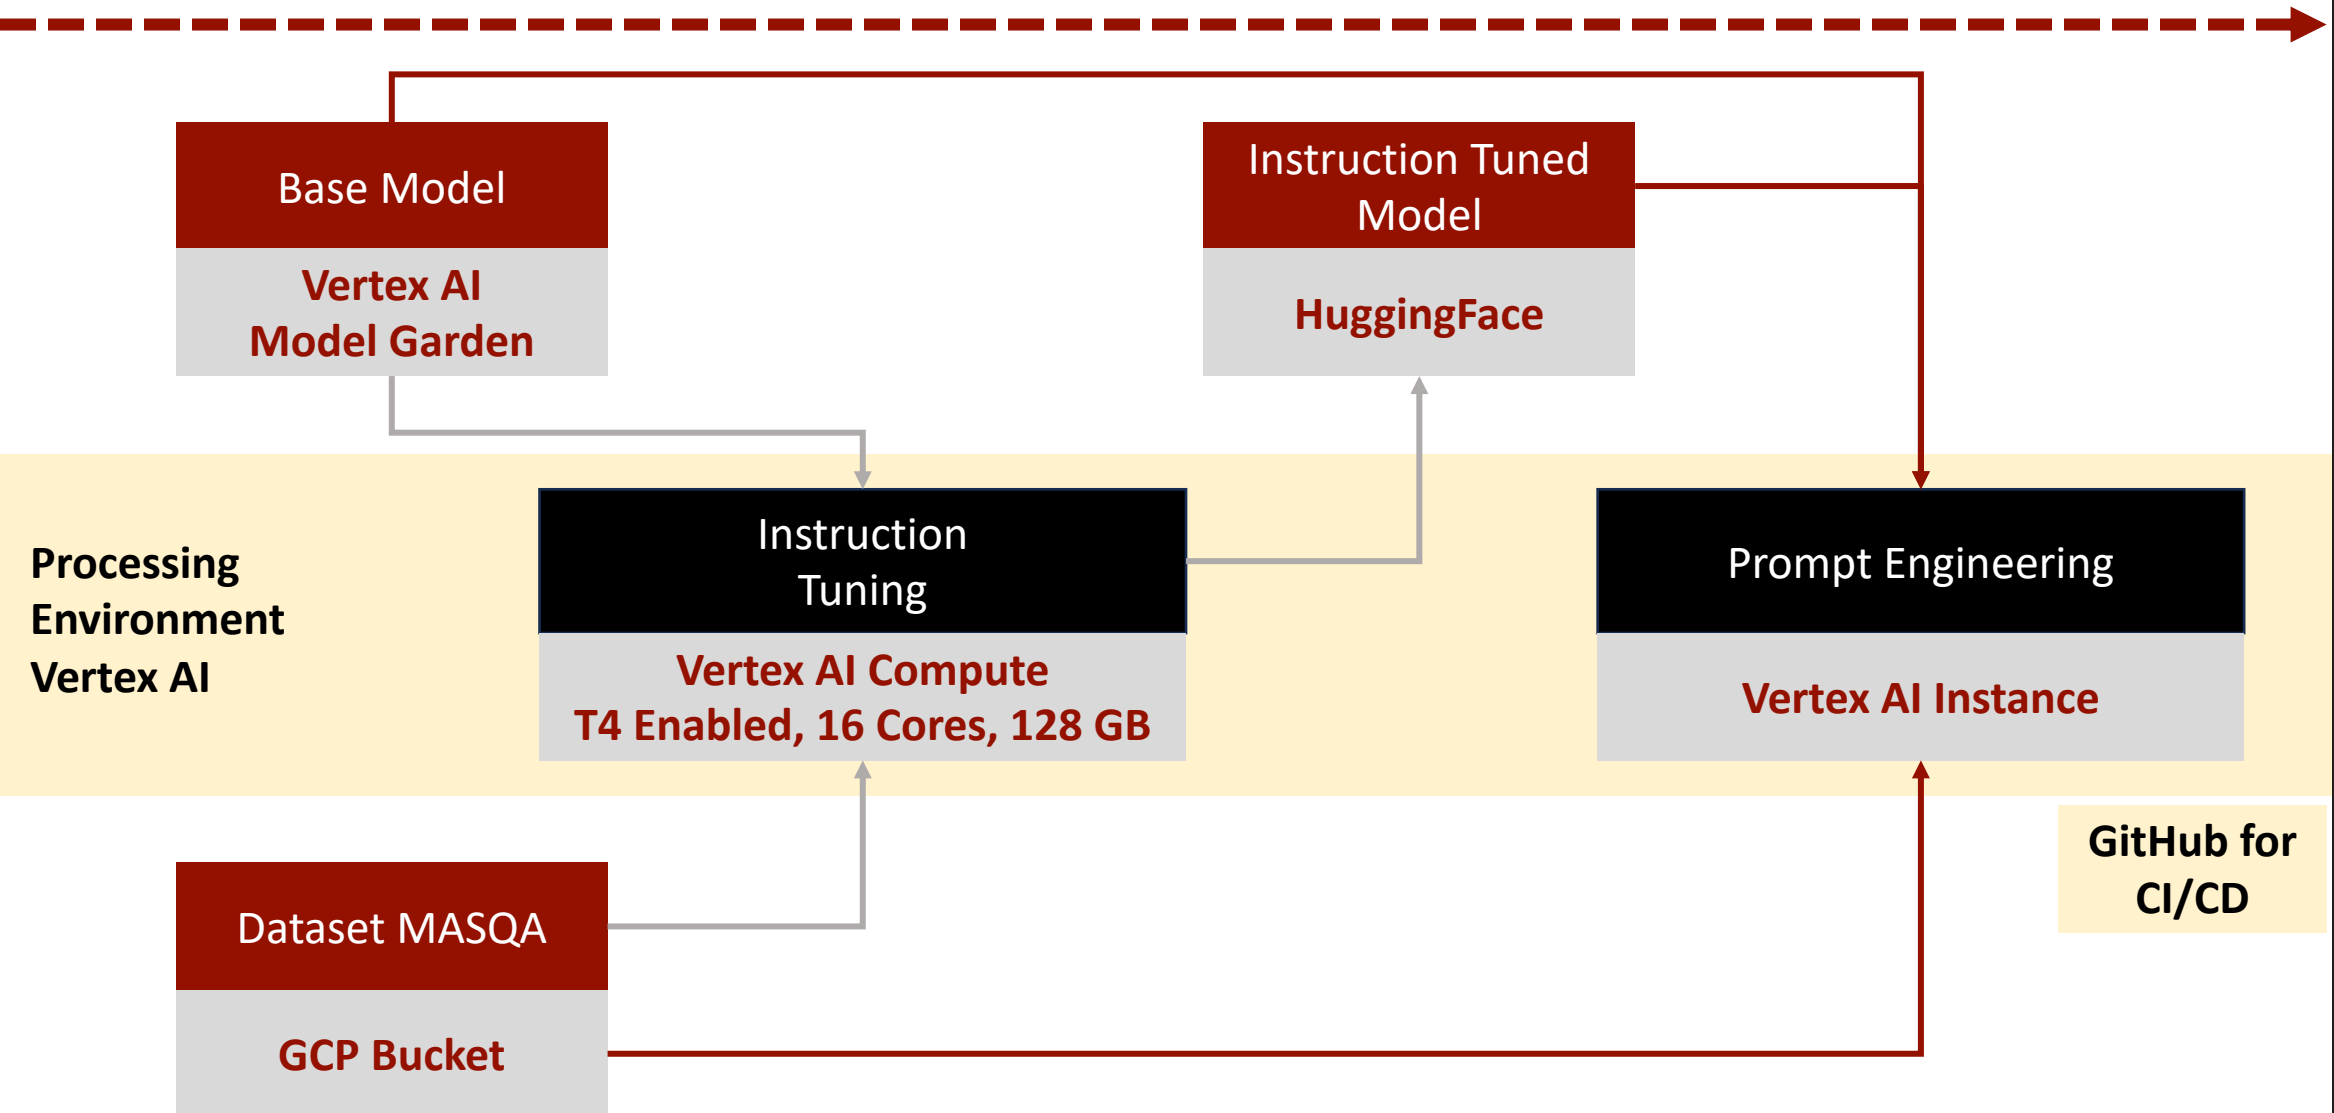 Base Model
Vertex AI
Model Garden
Instruction Tuned
Model
HuggingFace
Processing
Environment
Vertex AI
Instruction
Tuning
Vertex AI Compute
T4 Enabled, 16 Cores, 128 GB
Prompt Engineering
Vertex AI Instance
GitHub for
CI/CD
Dataset MASQA
GCP Bucket